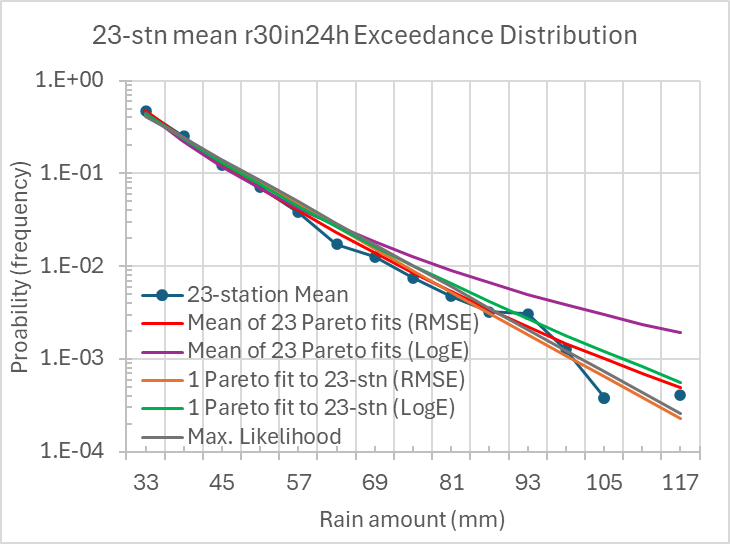 23-stn mean r30in24h Exceedance Distribution
1.E+00
1.E-01
1.E-02
1.E-03
1.E-04
Proability (frequency)
23-station Mean
Mean of 23 Pareto fits (RMSE)
Mean of 23 Pareto fits (LogE)
1 Pareto fit to 23-stn (RMSE)
1 Pareto fit to 23-stn (LogE)
Max. Likelihood
33 45 57 69 81 93 105 117
Rain amount (mm)